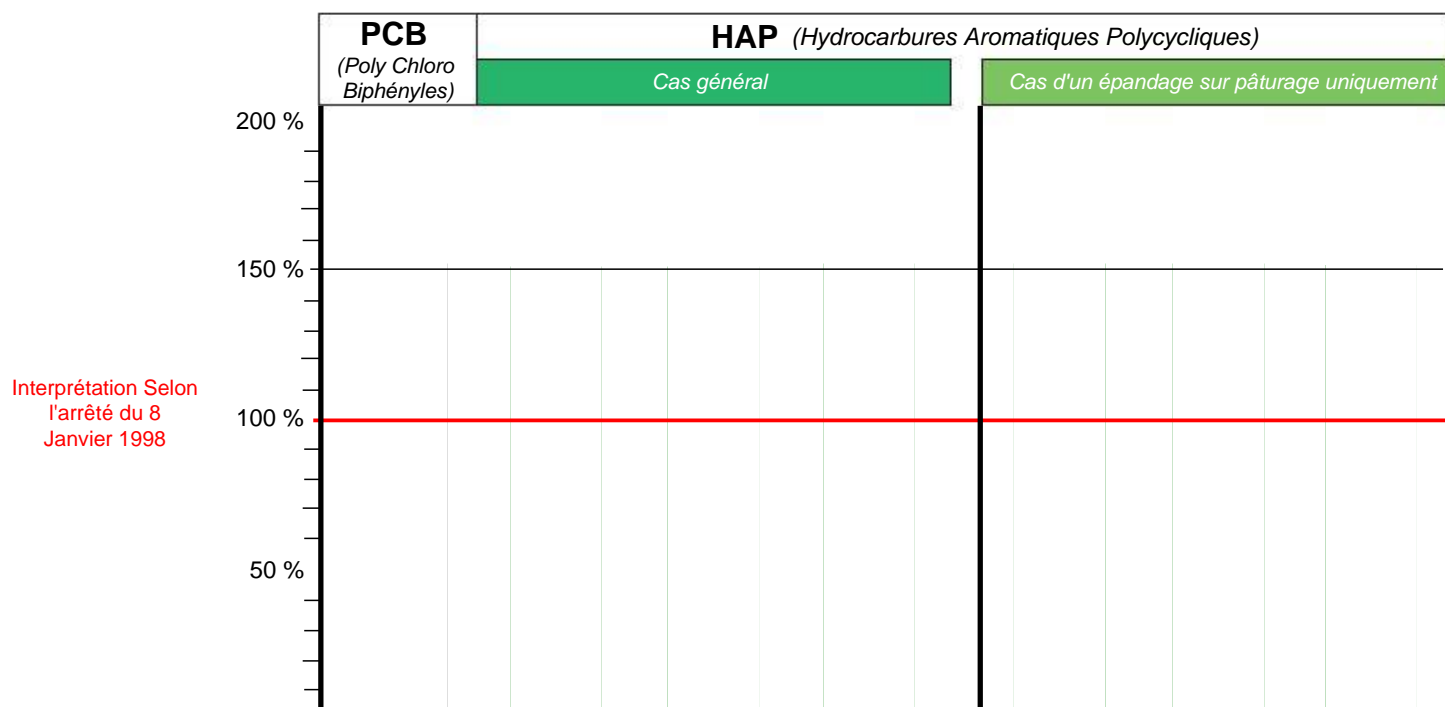 PCB
(Poly Chloro
Biphényles)
HAP (Hydrocarbures Aromatiques Polycycliques)
Cas général
Cas d'un épandage sur pâturage uniquement
200 %
150 %
Interprétation Selon
l'arrêté du 8
Janvier 1998
100 %
50 %